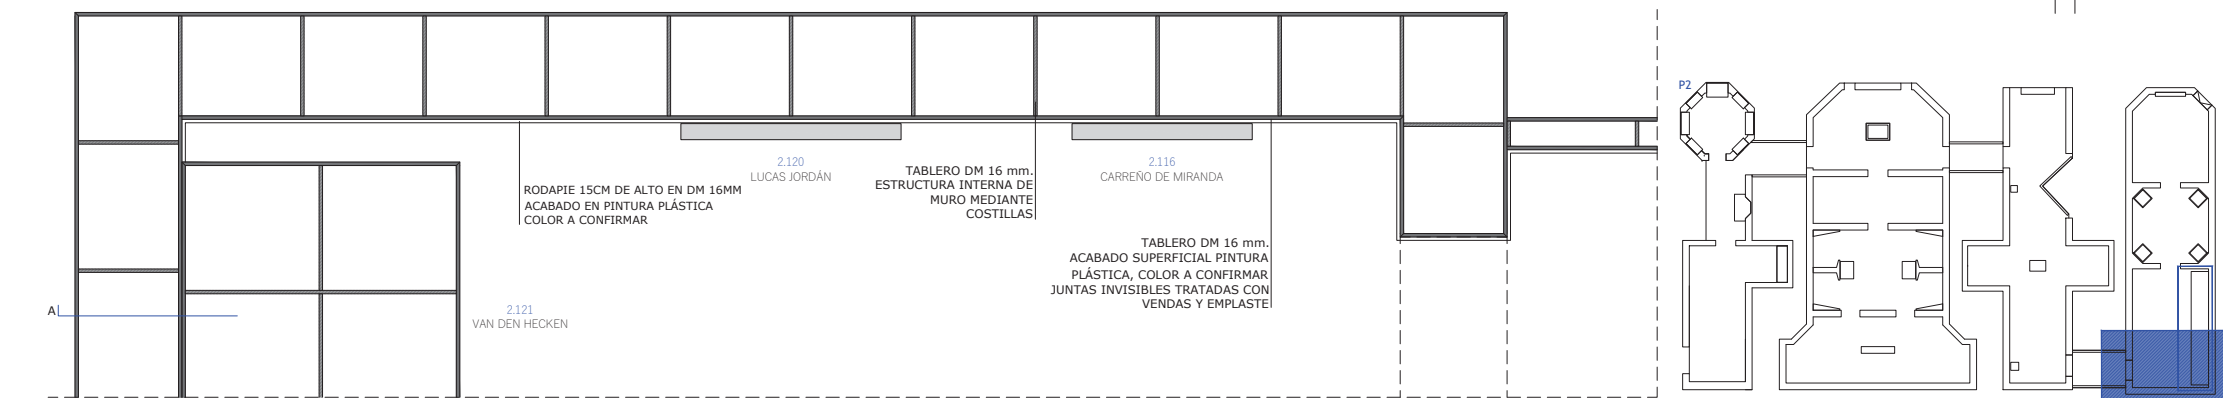 P2
2.120
LUCAS JORDÁN
TABLERO DM 16 mm.
ESTRUCTURA INTERNA DE
MURO MEDIANTE
COSTILLAS
2.116
CARREÑO DE MIRANDA
RODAPIE 15CM DE ALTO EN DM 16MM
ACABADO EN PINTURA PLÁSTICA
COLOR A CONFIRMAR
TABLERO DM 16 mm.
ACABADO SUPERFICIAL PINTURA
PLÁSTICA, COLOR A CONFIRMAR
JUNTAS INVISIBLES TRATADAS CON
VENDAS Y EMPLASTE
A
2.121
VAN DEN HECKEN